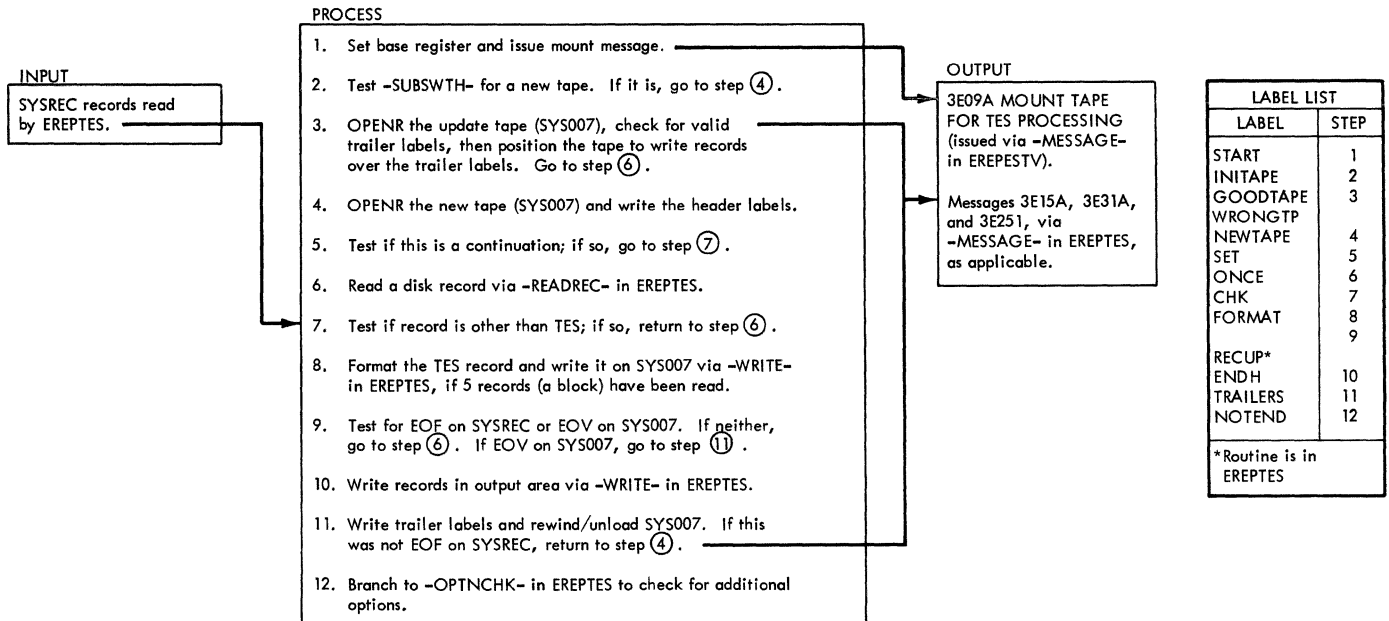 INPUT
SYSREC records read
by EREPTES.
PROCESS
1. Set base register and issue mount message.
2. Test -SUBSWTH- for a new tape. If it is, go to step 4.
3. OPENR the update tape (SYS007), check for valid
trailer labels, then position the tape to write records
over the trailer labels. Go to step 6.
4. OPENR the new tape (SYS007) and write the header labels.
5. Test if this is a continuation; if so, go to step 7.
6. Read a disk record via -READREC- in EREPTES.
7. Test if record is other than TES; if so, return to step 6.
8. Format the TES record and write it on SYS007 via -WRITE-
in EREPTES, if 5 records (a block) have been read.
9. Test for EOF on SYSREC or EOV on SYS007. If neither,
go to step 6. If EOV on SYS007, go to step 11.
10. Write records in output area via -WRITE- in EREPTES.
11. Write trailer labels and rewind/unload SYS007. If this
was not EOF on SYSREC, return to step 4.
12. Branch to -OPTNCHK- in EREPTES to check for additional
options.
OUTPUT
3E09A MOUNT TAPE
FOR TES PROCESSING
(issued via -MESSAGE-
in EREPESTV).
Messages 3E15A, 3E31A,
and 3E251, via
-MESSAGE- in EREPTES,
as applicable.
LABEL LIST
LABEL STEP
START 1
INITAPE 2
GOODTAPE 3
WRONGTP
NEWTAPE 4
SET 5
ONCE 6
CHK 7
FORMAT 8
9
RECUP*
ENDH 10
TRAILERS 11
NOTEND 12
*Routine is in
EREPTES